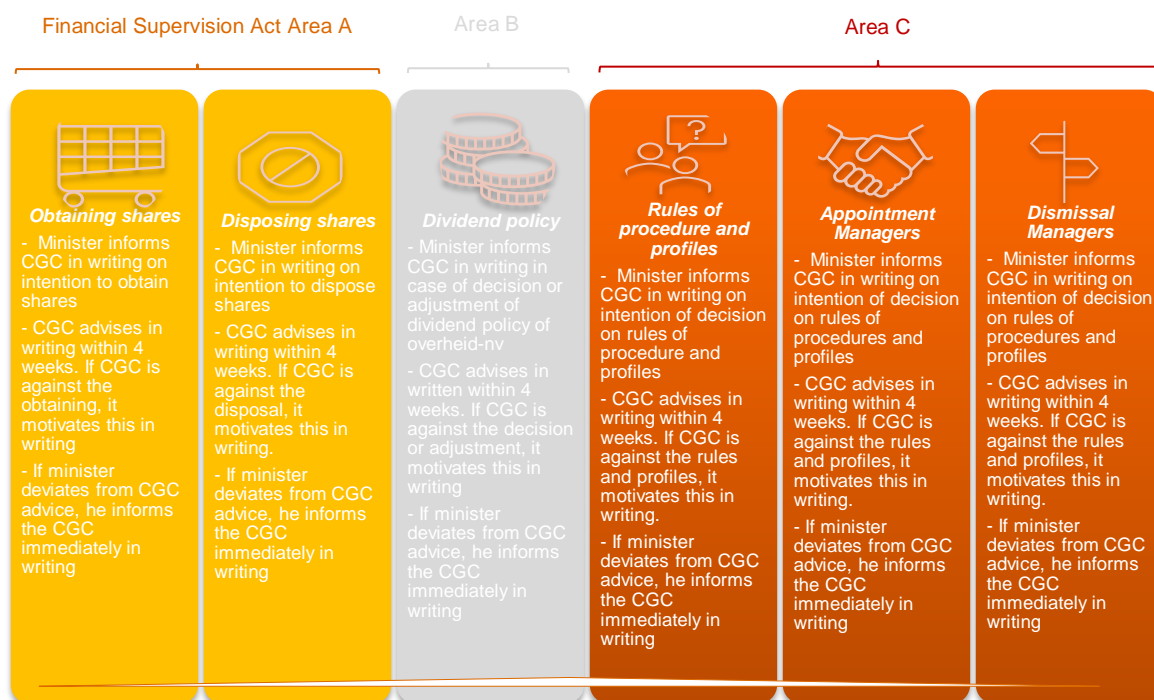 Financial Supervision Act Area A
Area B
Area C
Obtaining shares
- Minister informs
CGC in writing on
intention to obtain
shares
- CGC advises in
writing within 4
weeks. If CGC is
against the
obtaining, it
motivates this in
writing
- If minister
deviates from CGC
advice, he informs
the CGC
immediately in
writing
Disposing shares
- Minister informs
CGC in writing on
intention to dispose
shares
- CGC advises in
writing within 4
weeks. If CGC is
against the
disposal, it
motivates this in
writing.
- If minister
deviates from CGC
advice, he informs
the CGC
immediately in
writing
Dividend policy
- Minister informs
CGC in writing in
case of decision or
adjustment of
dividend policy of
overheid-nv
- CGC advises in
written within 4
weeks. If CGC is
against the decision
or adjustment, it
motivates this in
writing
- If minister
deviates from CGC
advice, he informs
the CGC
immediately in
writing
?
Rules of
procedure and
profiles
- Minister informs
CGC in writing on
intention of decision
on rules of
procedure and
profiles
- CGC advises in
writing within 4
weeks. If CGC is
against the rules
and profiles, it
motivates this in
writing.
- If minister
deviates from CGC
advice, he informs
the CGC
immediately in
writing
Appointment
Managers
- Minister informs
CGC in writing on
intention of decision
on rules of
procedures and
profiles
- CGC advises in
writing within 4
weeks. If CGC is
against the rules
and profiles, it
motivates this in
writing.
- If minister
deviates from CGC
advice, he informs
the CGC
immediately in
writing
Dismissal
Managers
- Minister informs
CGC in writing on
intention of decision
on rules of
procedures and
profiles
- CGC advises in
writing within 4
weeks. If CGC is
against the rules
and profiles, it
motivates this in
writing.
- If minister
deviates from CGC
advice, he informs
the CGC
immediately in
writing